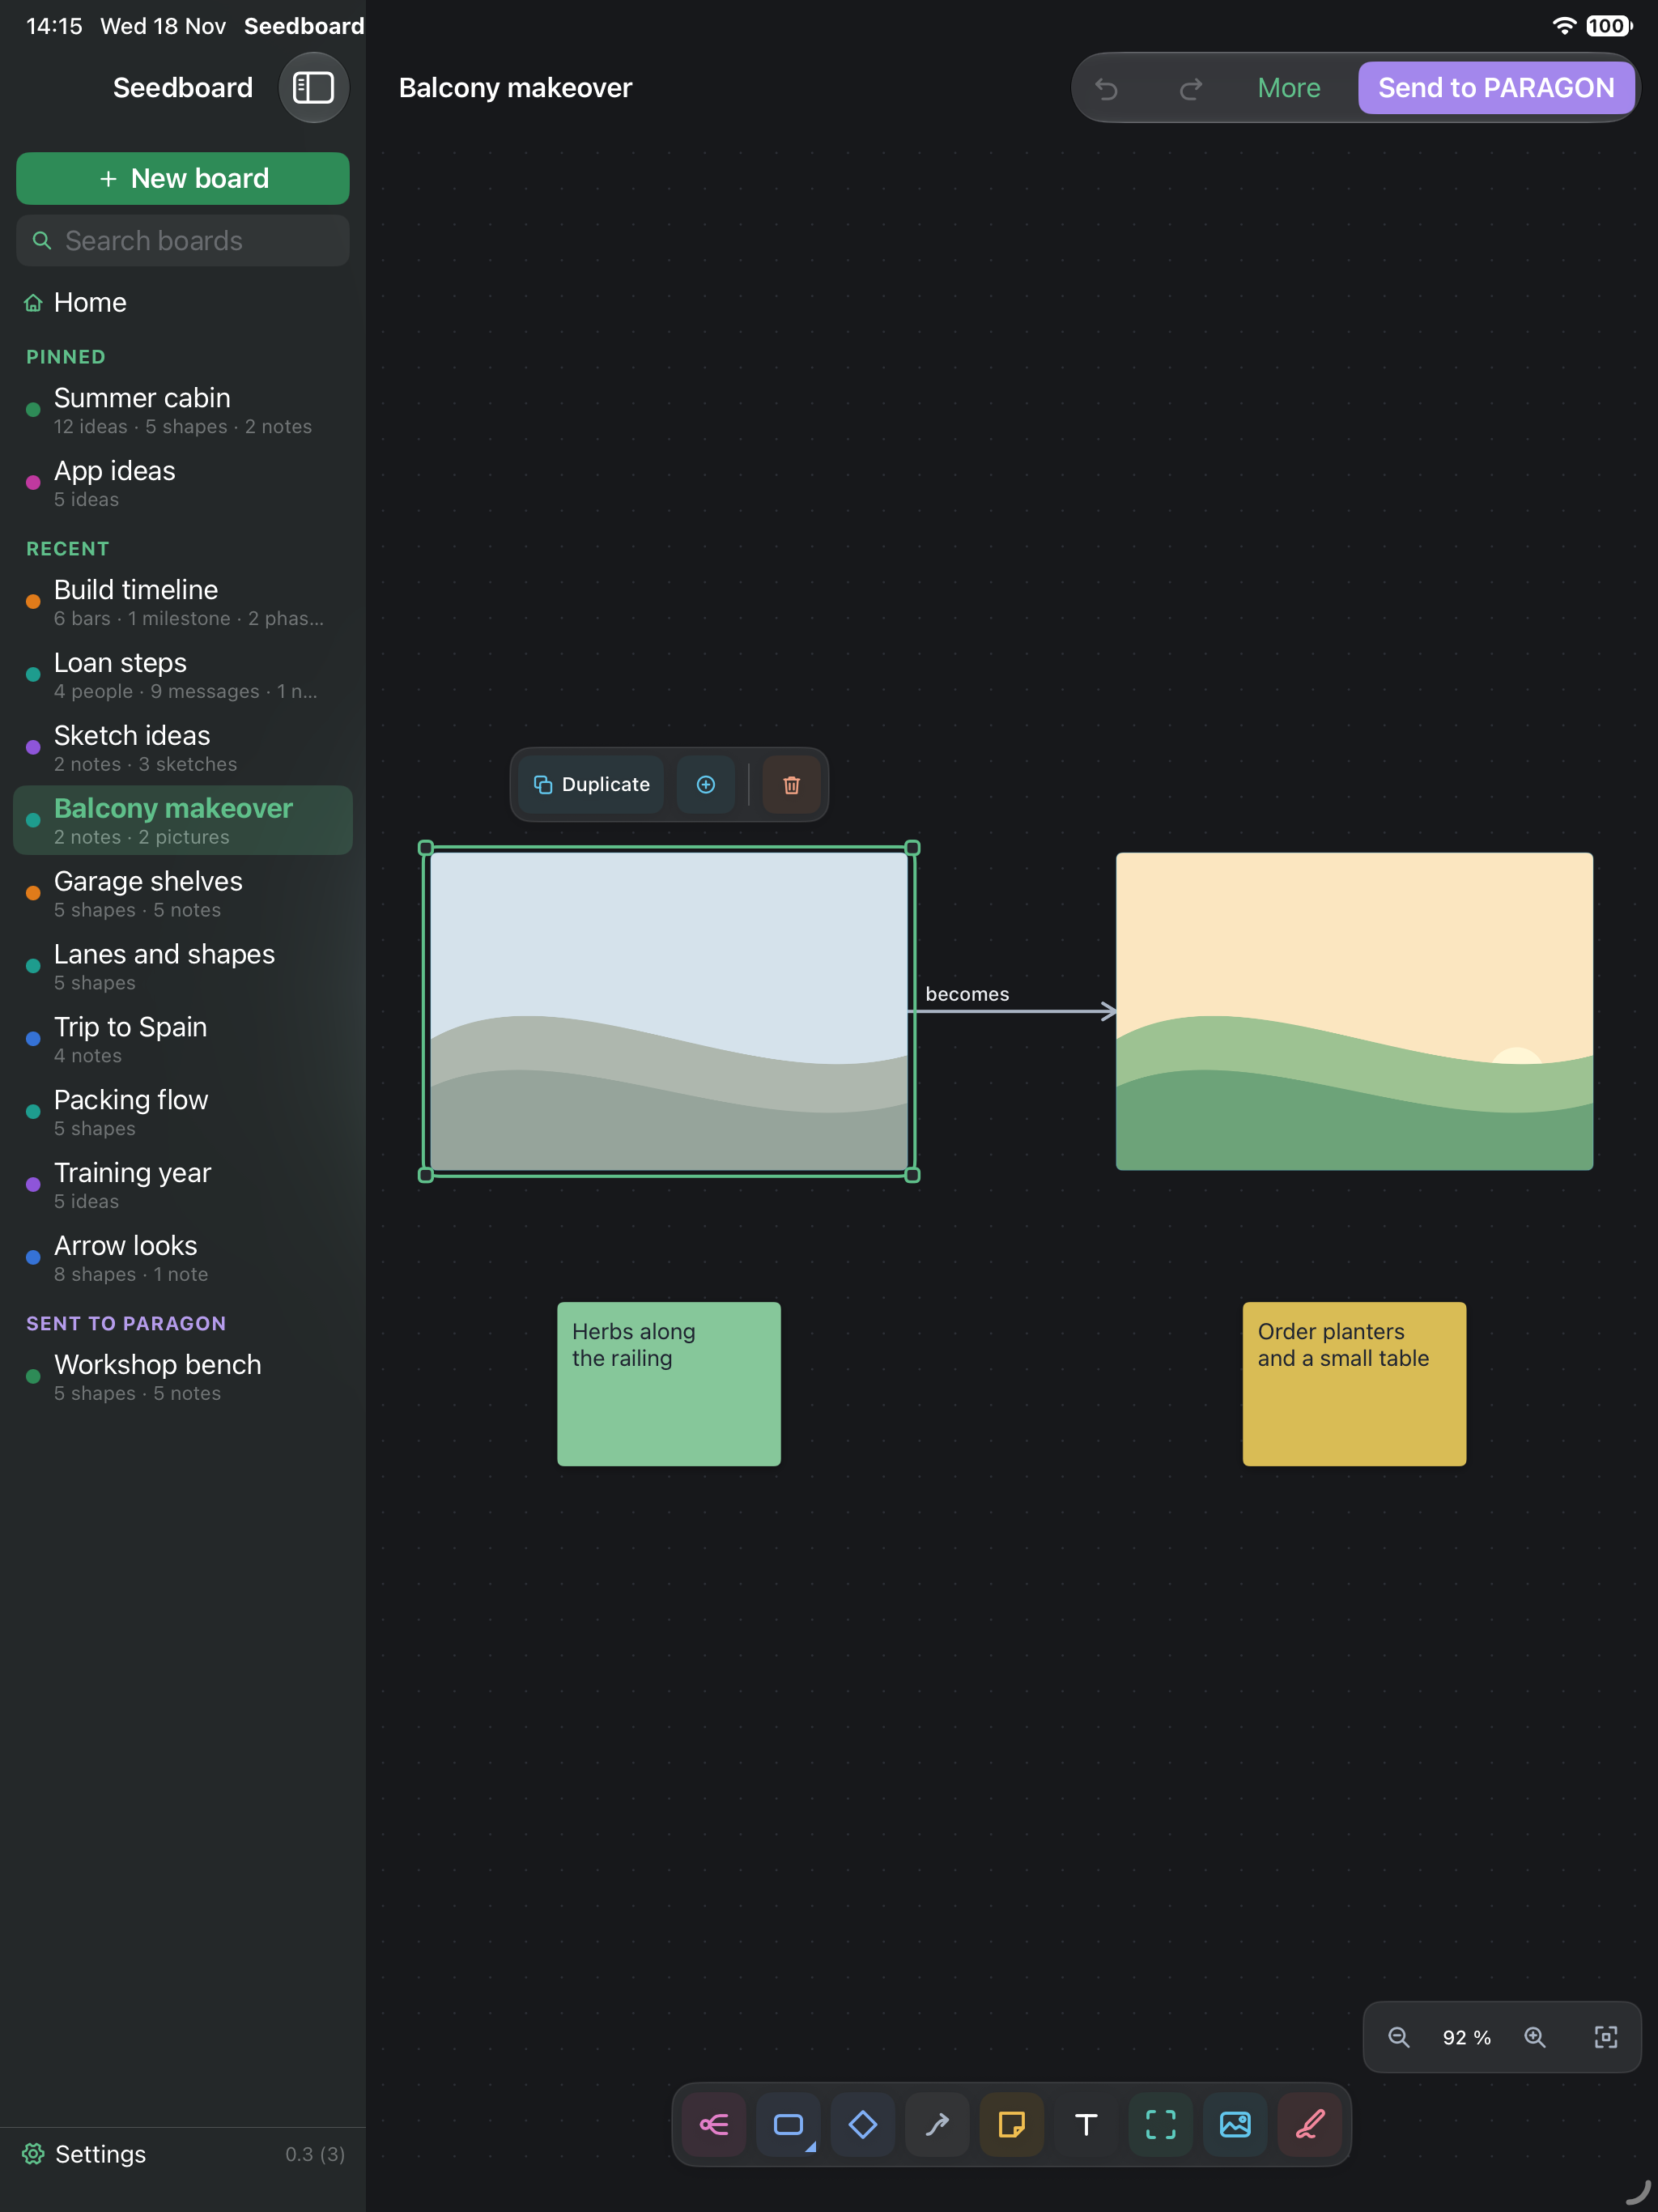 14:15 Wed 18 Nov Seedboard
100
Seedboard
Balcony makeover
More
Send to PARAGON
+ New board
Search boards
Home
PINNED
Summer cabin
12 ideas · 5 shapes · 2 notes
App ideas
5 ideas
RECENT
Build timeline
6 bars · 1 milestone · 2 phas...
Loan steps
4 people · 9 messages · 1 n...
Sketch ideas
2 notes · 3 sketches
Balcony makeover
2 notes · 2 pictures
Garage shelves
5 shapes · 5 notes
Lanes and shapes
5 shapes
Trip to Spain
4 notes
Packing flow
5 shapes
Training year
5 ideas
Arrow looks
8 shapes · 1 note
SENT TO PARAGON
Workshop bench
5 shapes · 5 notes
Settings
0.3 (3)
Duplicate
becomes
Herbs along
the railing
Order planters
and a small table
92 %
T